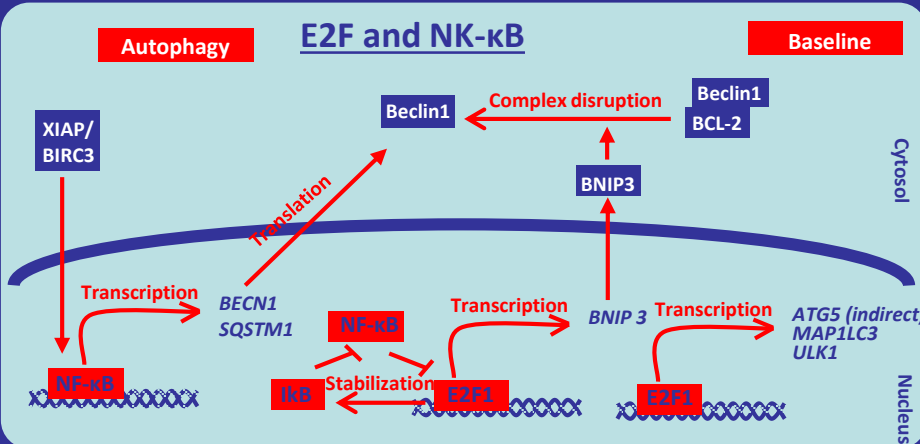 E2F and NK-κB
Autophagy
Baseline
Beclin1
BCL-2
Complex disruption
Beclin1
XIAP/
BIRC3
BNIP3
Cytosol
Translation
Transcription
BECN1
SQSTM1
NF-κB
Transcription
BNIP 3
Transcription
ATG5 (indirect)
MAP1LC3
ULK1
NF-κB
IkB
Stabilization
E2F1
E2F1
Nucleus